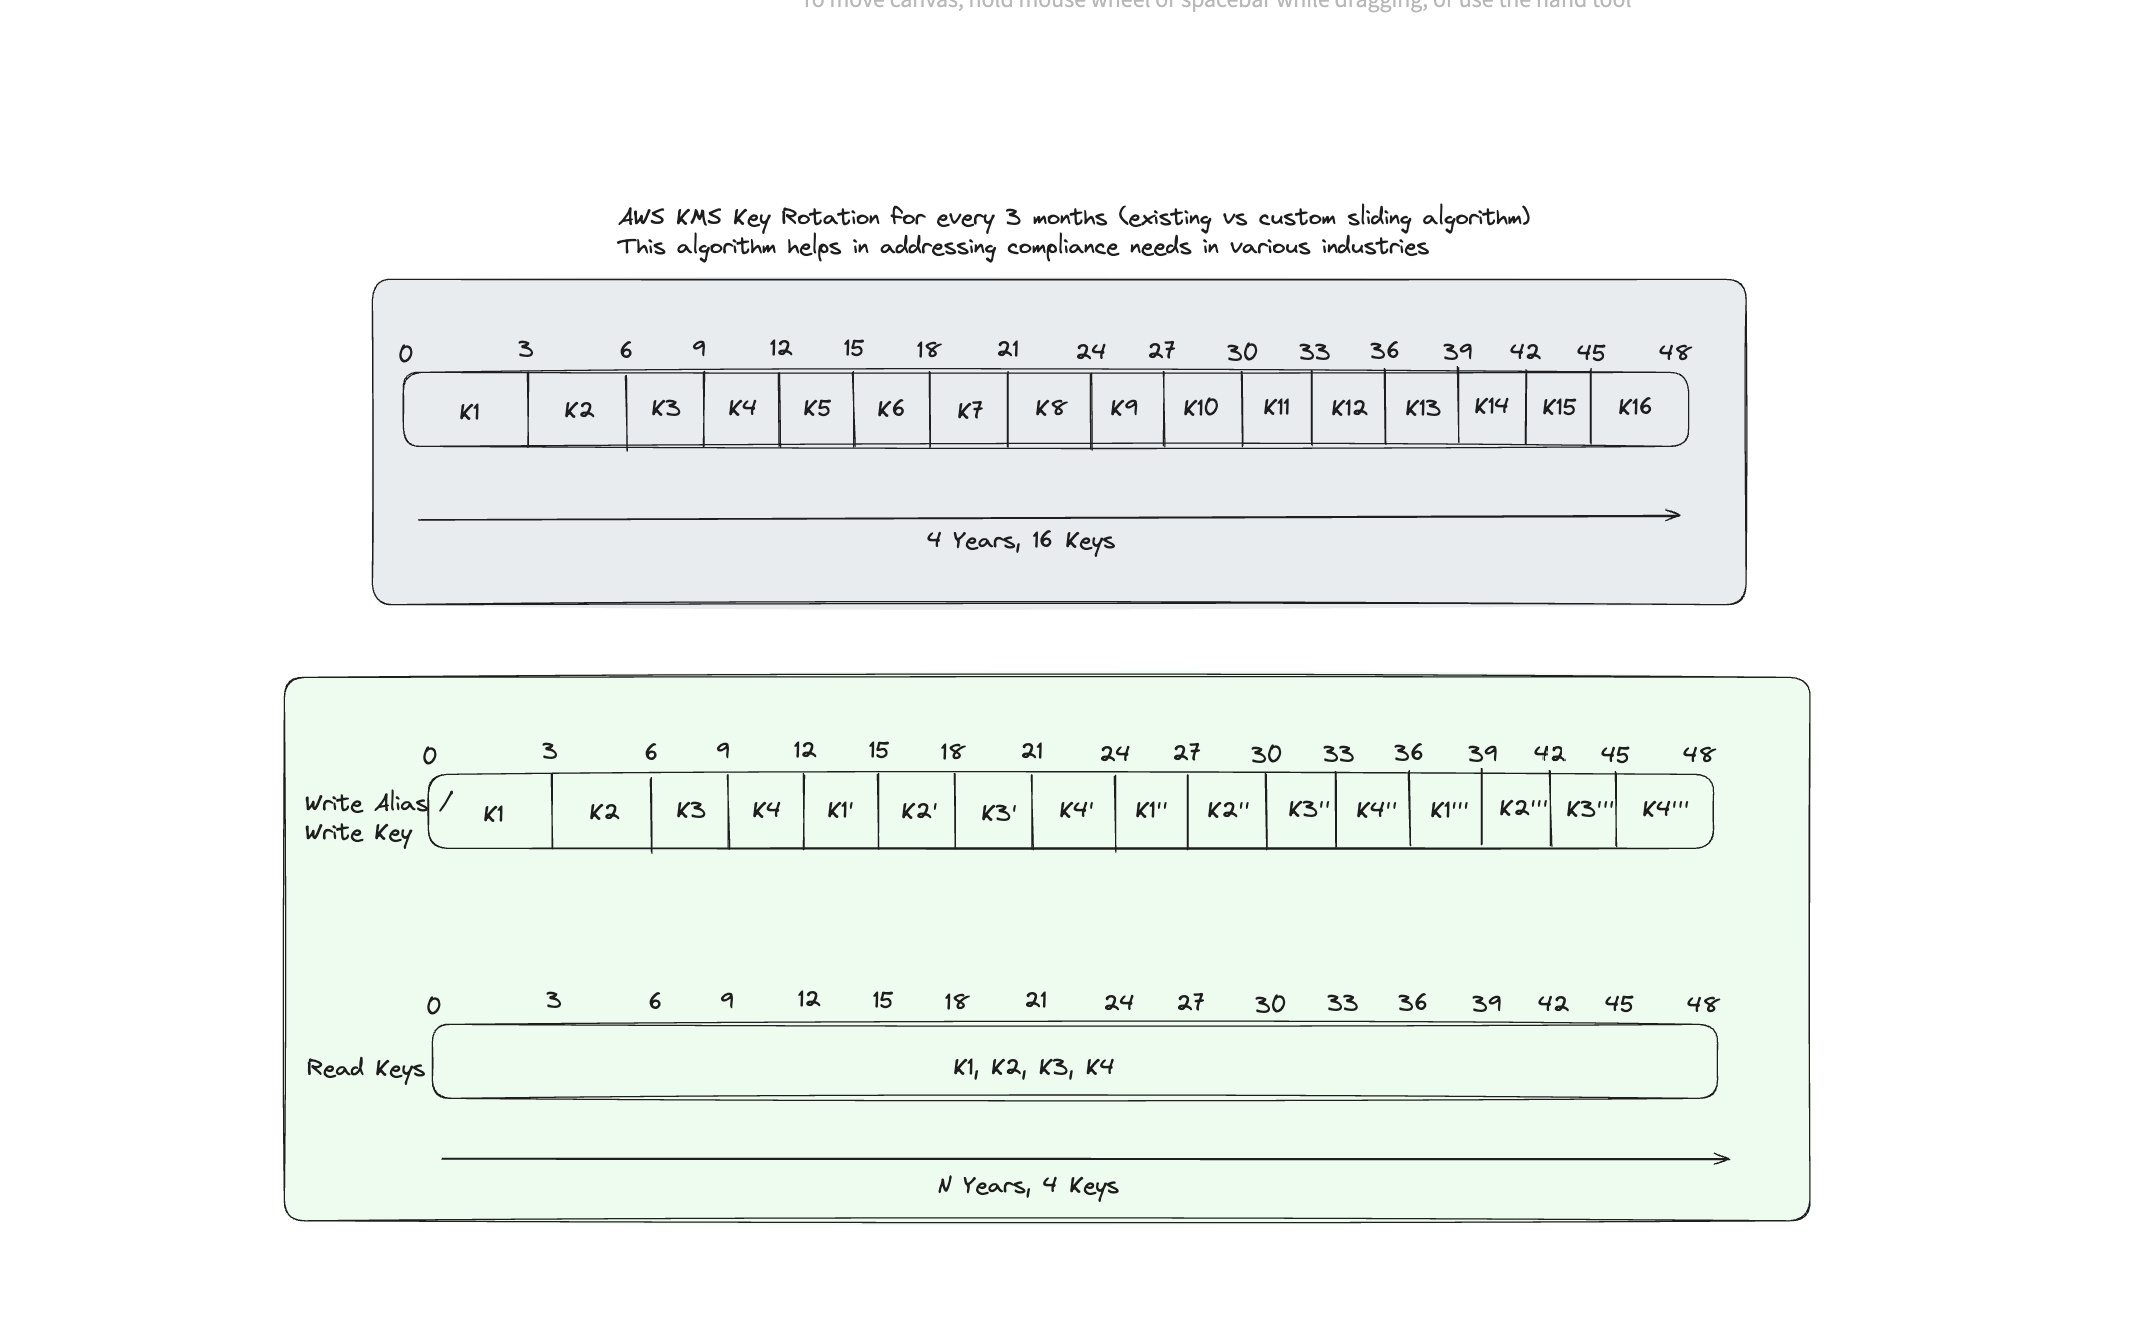 To move canvas, hold mouse wheel or spacebar while dragging, or use the hand tool
AWS KMS Key Rotation for every 3 months (existing vs custom sliding algorithm)
This algorithm helps in addressing compliance needs in various industries
0 3 6 9 12 15 18 21 24 27 30 33 36 39 42 45 48
K1 K2 K3 K4 K5 K6 K7 K8 K9 K10 K11 K12 K13 K14 K15 K16
4 Years, 16 Keys
0 3 6 9 12 15 18 21 24 27 30 33 36 39 42 45 48
Write Alias /
Write Key
K1 K2 K3 K4 K1' K2' K3' K4' K1'' K2'' K3'' K4'' K1''' K2''' K3''' K4'''
0 3 6 9 12 15 18 21 24 27 30 33 36 39 42 45 48
Read Keys
K1, K2, K3, K4
N Years, 4 Keys